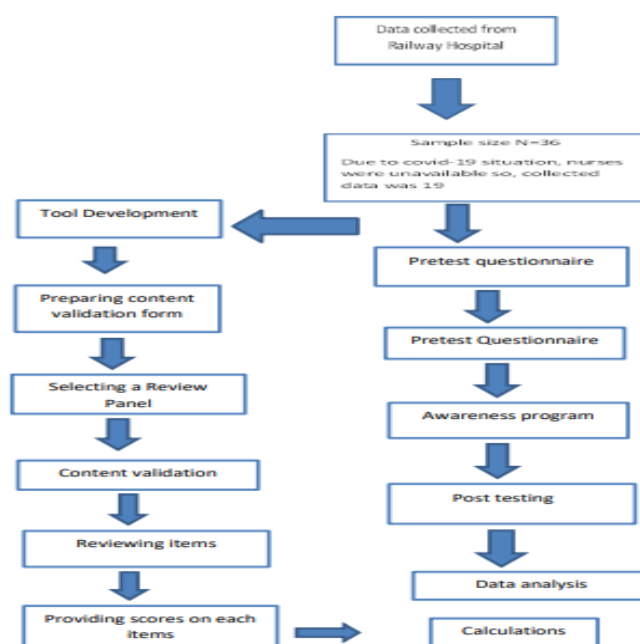 Data collected from
Railway Hospital
Sample size N=36
Due to covid-19 situation, nurses
were unavailable so, collected
data was 19
Tool Development
Preparing content
validation form
Selecting a Review
Panel
Content validation
Reviewing items
Providing scores on each
items
Pretest questionnaire
Pretest Questionnaire
Awareness program
Post testing
Data analysis
Calculations